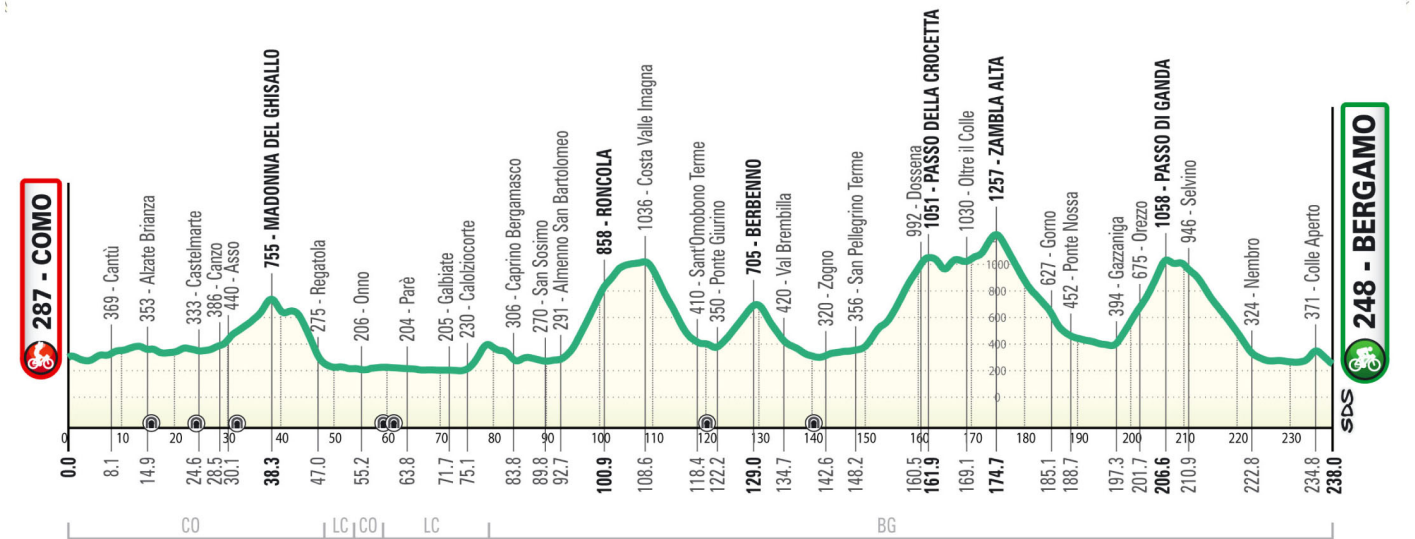 287 - COMO
369 - Cantù
353 - Alzate Brianza
333 - Castelmarte
386 - Canzo
440 - Asso
755 - MADONNA DEL GHISALLO
275 - Regatola
206 - Onno
204 - Parè
205 - Galbiate
230 - Calolziocorte
306 - Caprino Bergamasco
270 - San Sosimo
291 - Almenno San Bartolomeo
858 - RONCOLA
1036 - Costa Valle Imagna
410 - Sant'Omobono Terme
350 - Ponte Giurino
705 - BERBENNO
420 - Val Brembilla
320 - Zogno
356 - San Pellegrino Terme
992 - Dossena
1051 - PASSO DELLA CROCETTA
1030 - Oltre il Colle
1257 - ZAMBLA ALTA
627 - Gorno
452 - Ponte Nossa
394 - Gazzaniga
675 - Orezzo
1058 - PASSO DI GANDA
946 - Selvino
324 - Nembro
371 - Colle Aperto
248 - BERGAMO
1000
800
600
400
200
0
SDS
0 10 20 30 40 50 60 70 80 90 100 110 120 130 140 150 160 170 180 190 200 210 220 230
0.0 8.1 14.9 24.6 28.5 30.1 38.3 47.0 55.2 63.8 71.7 75.1 83.8 89.8 92.7 100.9 108.6 118.4 122.2 129.0 134.7 142.6 148.2 160.5 161.9 169.1 174.7 185.1 188.7 197.3 201.7 206.6 210.9 222.8 234.8 238.0
CO LC CO LC BG